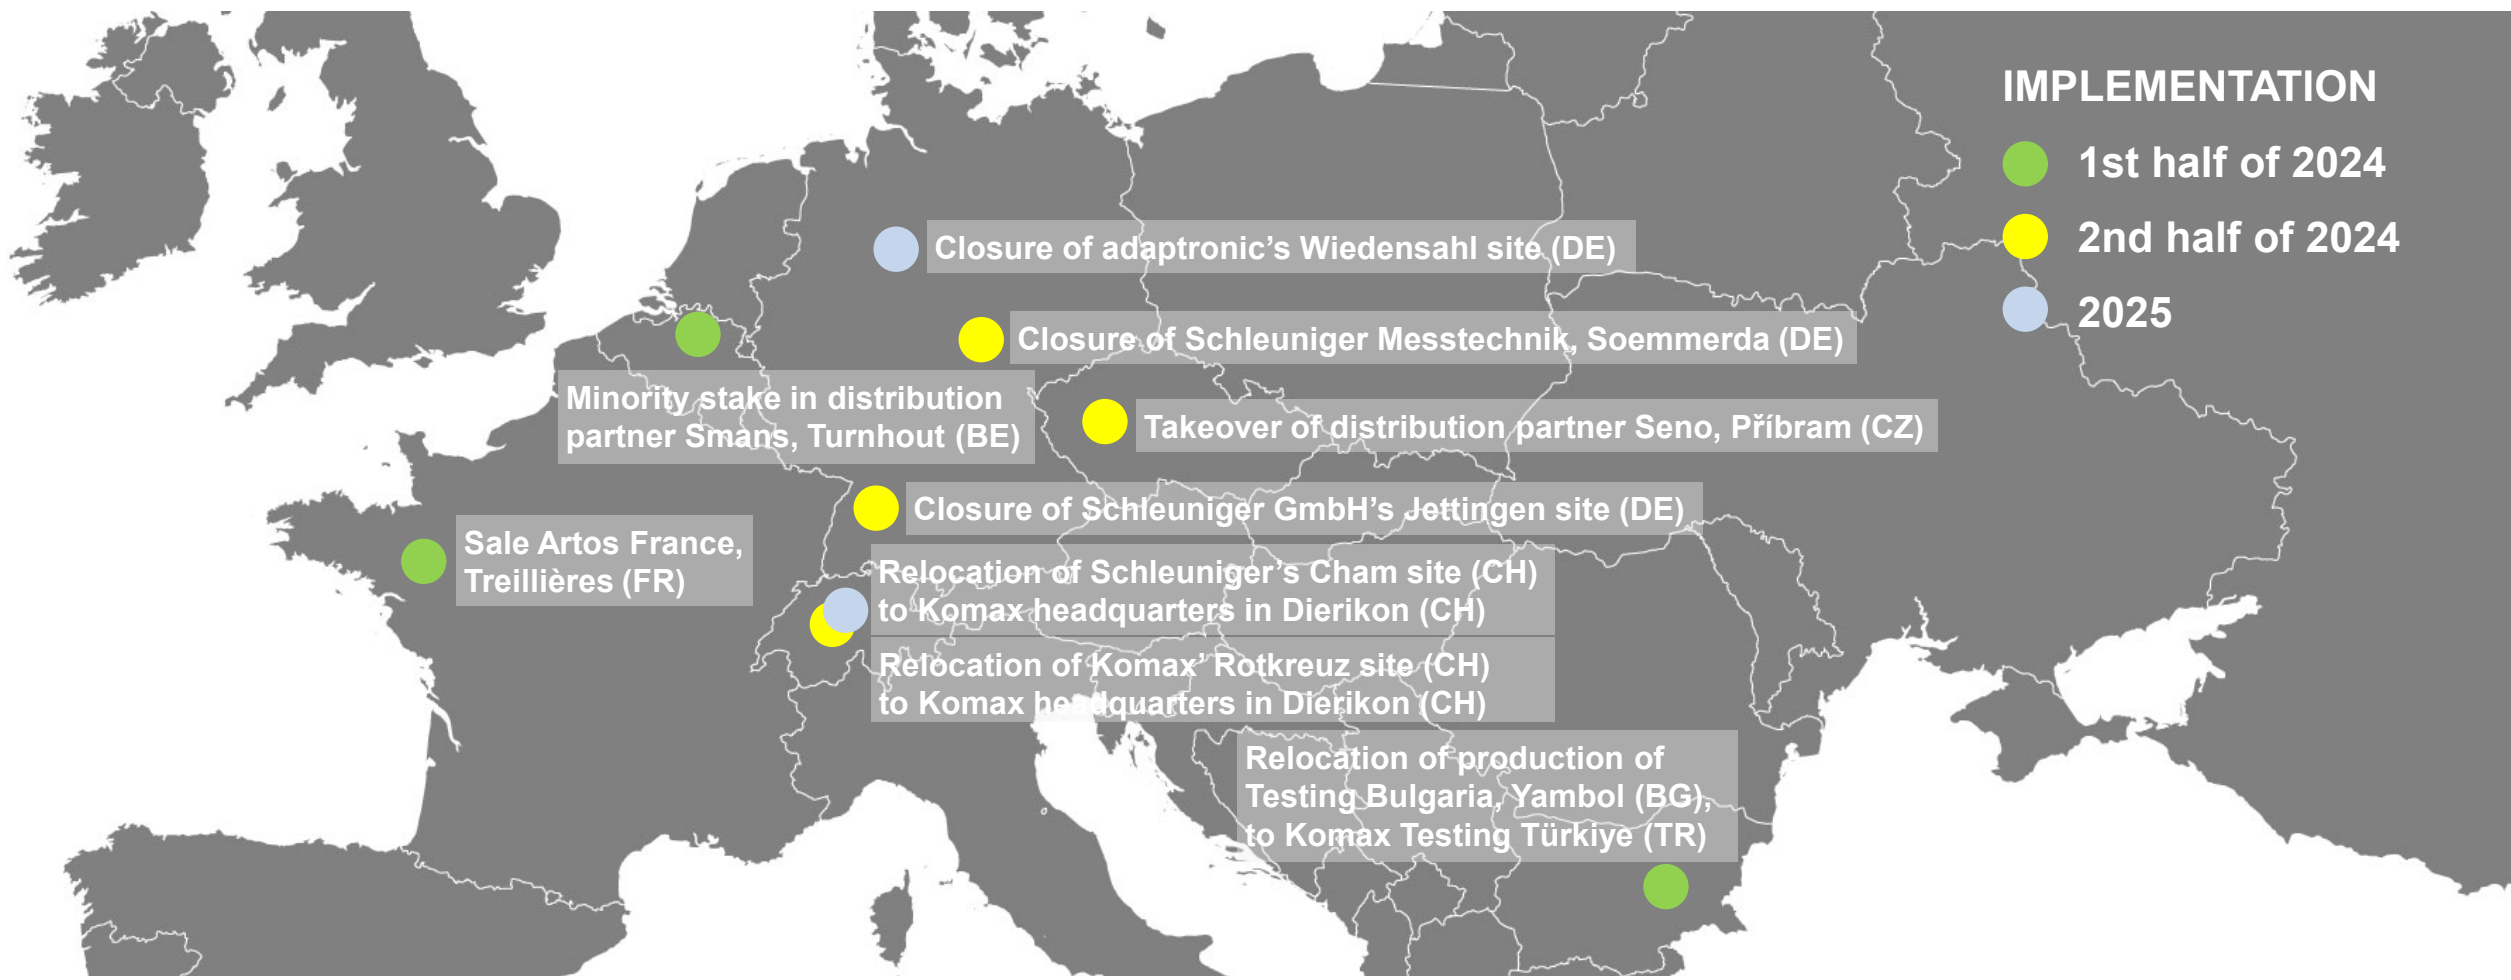 IMPLEMENTATION
1st half of 2024
2nd half of 2024
2025
Closure of adaptronic’s Wiedensahl site (DE)
Closure of Schleuniger Messtechnik, Soemmerda (DE)
Minority stake in distribution
partner Smans, Turnhout (BE)
Takeover of distribution partner Seno, Příbram (CZ)
Closure of Schleuniger GmbH’s Jettingen site (DE)
Sale Artos France,
Treillières (FR)
Relocation of Schleuniger’s Cham site (CH)
to Komax headquarters in Dierikon (CH)
Relocation of Komax’ Rotkreuz site (CH)
to Komax headquarters in Dierikon (CH)
Relocation of production of
Testing Bulgaria, Yambol (BG),
to Komax Testing Türkiye (TR)